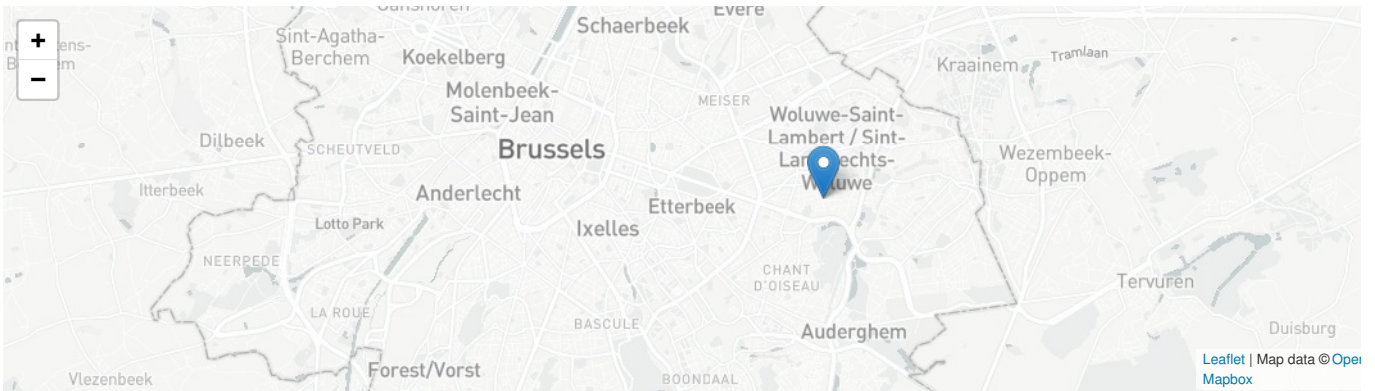 Ganshoren
Evere
+
−
Sint-Agatha-
Berchem
Koekelberg
Schaerbeek
Kraainem
Tramlaan
Molenbeek-
Saint-Jean
MEISER
Woluwe-Saint-
Lambert / Sint-
Woluwe
Dilbeek
SCHEUTVELD
Brussels
Wezembeek-
Oppem
Itterbeek
Anderlecht
Etterbeek
Lotto Park
Ixelles
NEERPEDE
CHANT
D'OISEAU
Tervuren
LA ROUE
BASCULE
Auderghem
Duisburg
Forest/Vorst
Vlezenbeek
BOONDAAL
Leaflet | Map data ©
Mapbox